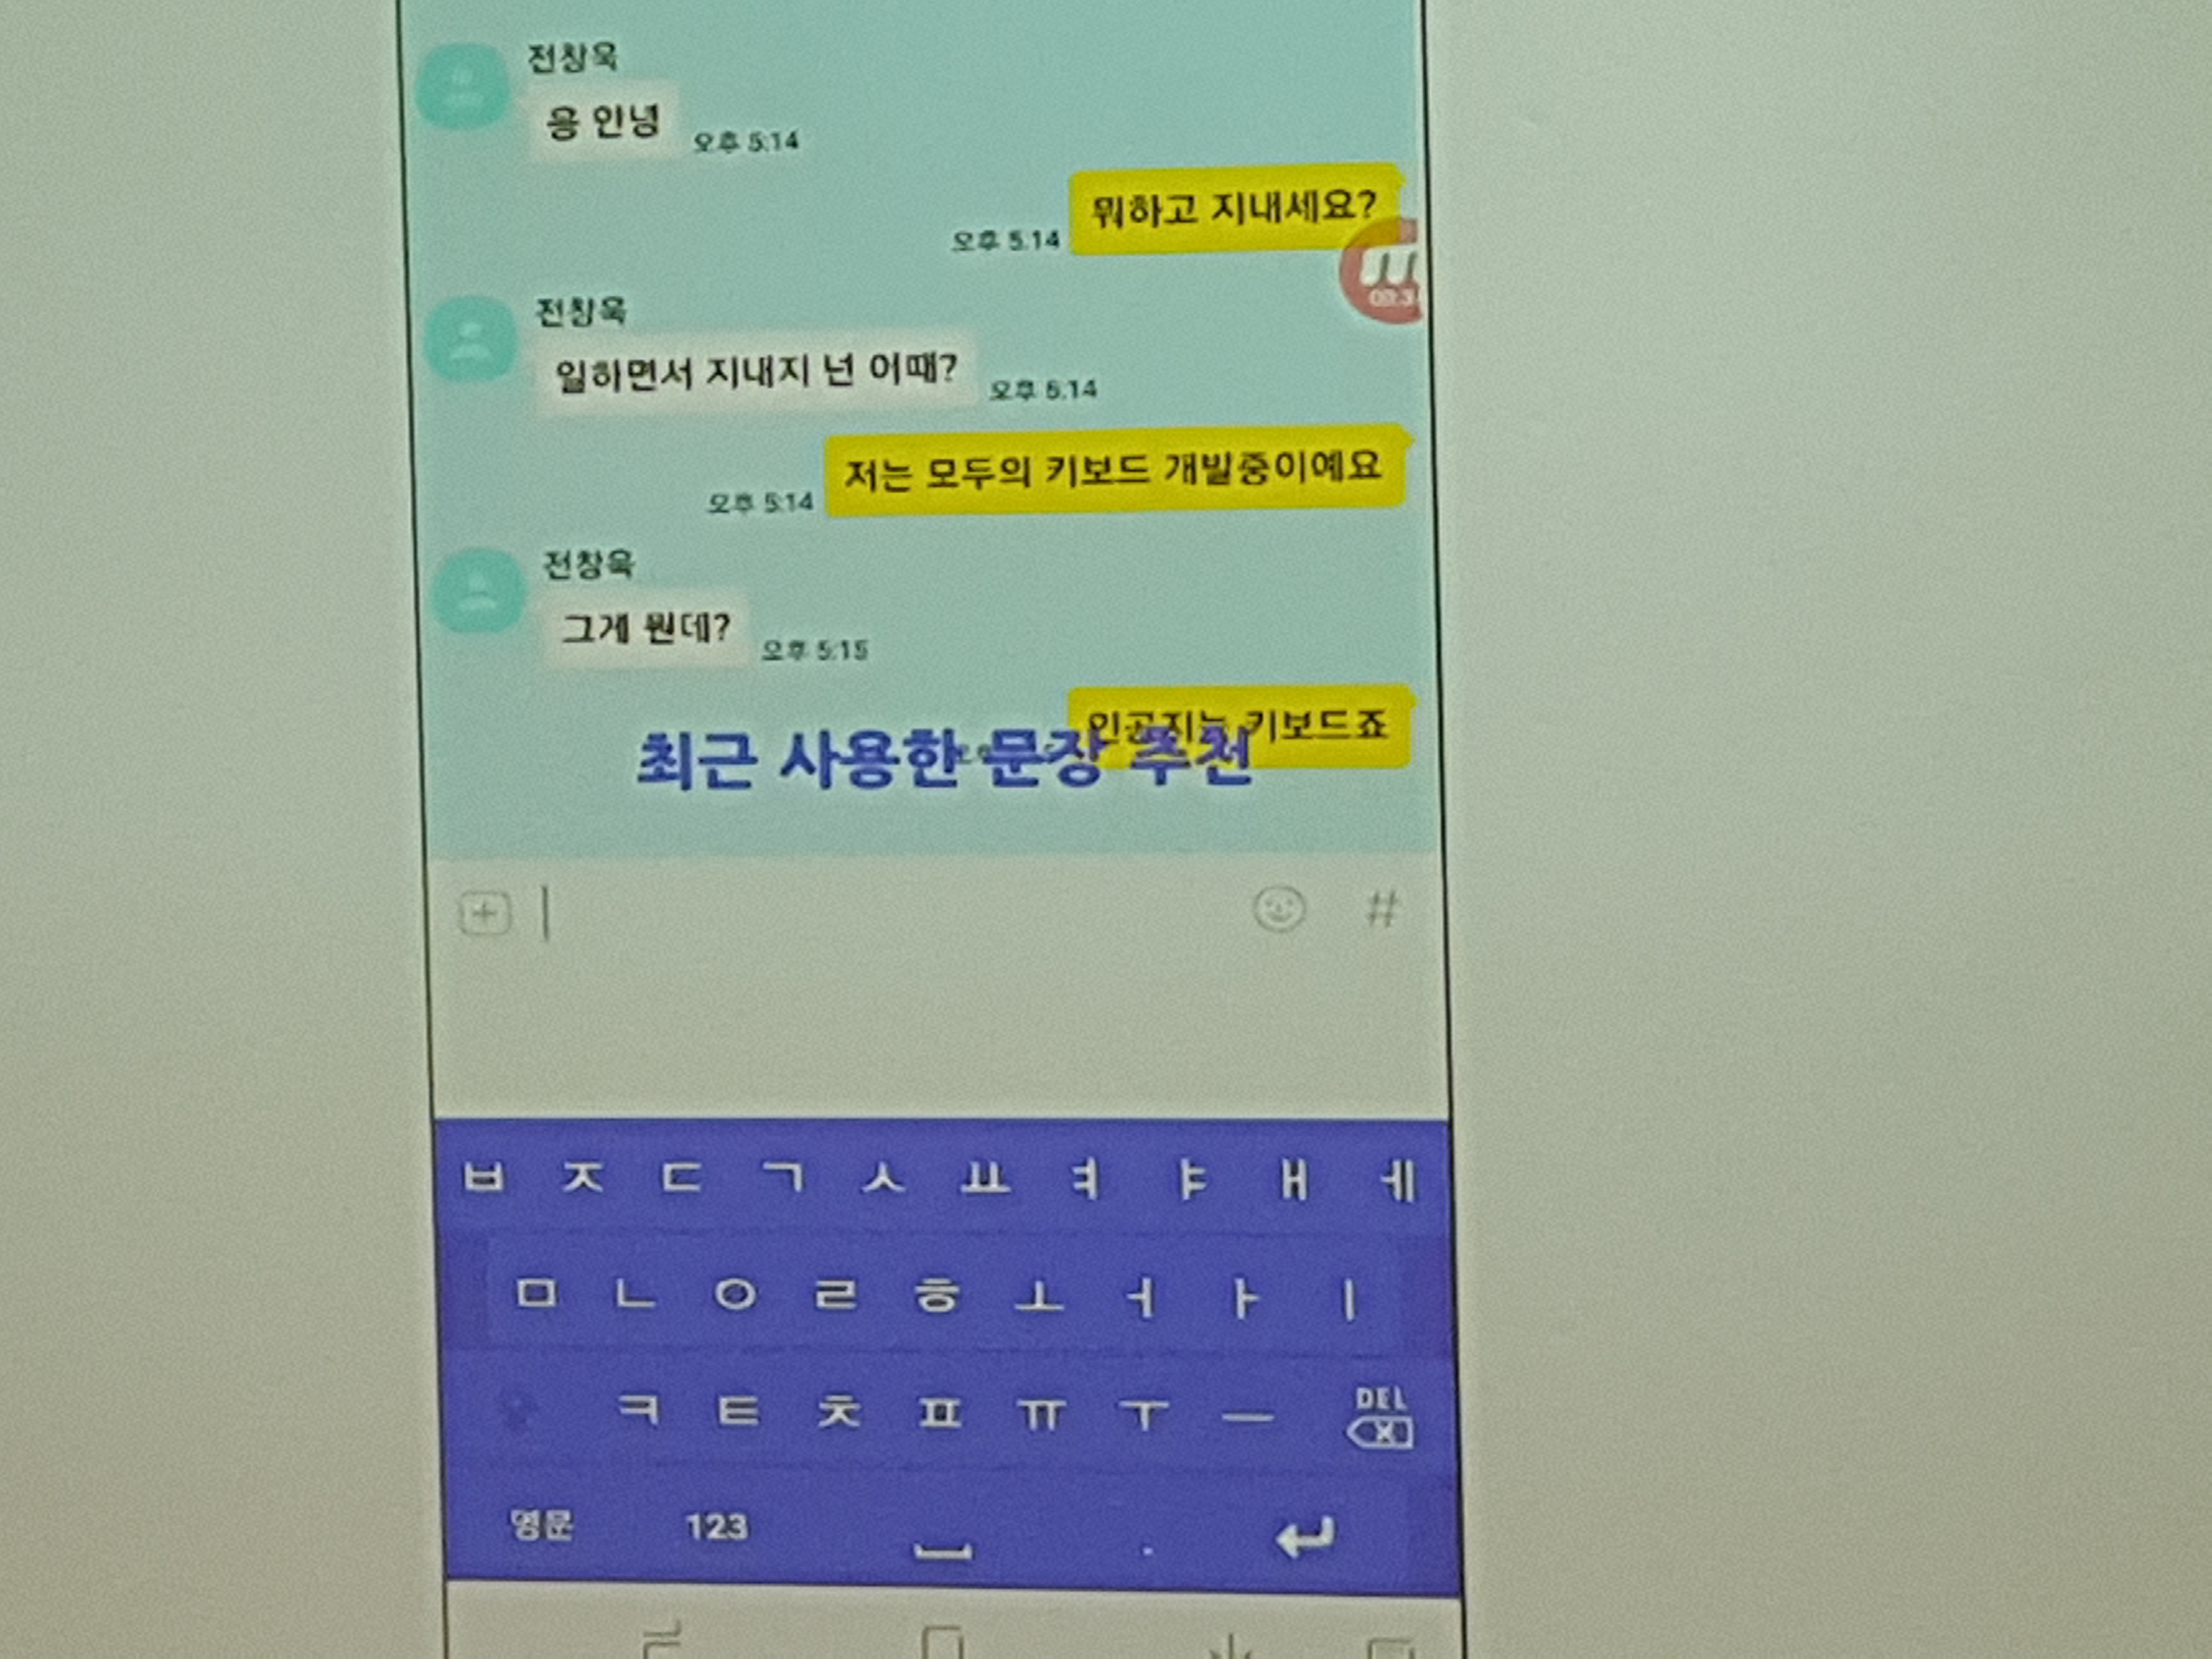 전창욱
응 안녕
오후 5:14
뭐하고 지내세요?
오후 5:14
전창욱
일하면서 지내지 넌 어때?
오후 5:14
저는 모두의 키보드 개발중이예요
오후 5:14
전창욱
그게 뭔데?
오후 5:15
인공지능 키보드죠
최근 사용한 문장 추천
#
ㅂ ㅈ ㄷ ㄱ ㅅ ㅛ ㅕ ㅑ ㅐ ㅔ
ㅁ ㄴ ㅇ ㄹ ㅎ ㅗ ㅓ ㅏ ㅣ
ㅋ ㅌ ㅊ ㅍ ㅠ ㅜ ㅡ DEL
영문 123 .